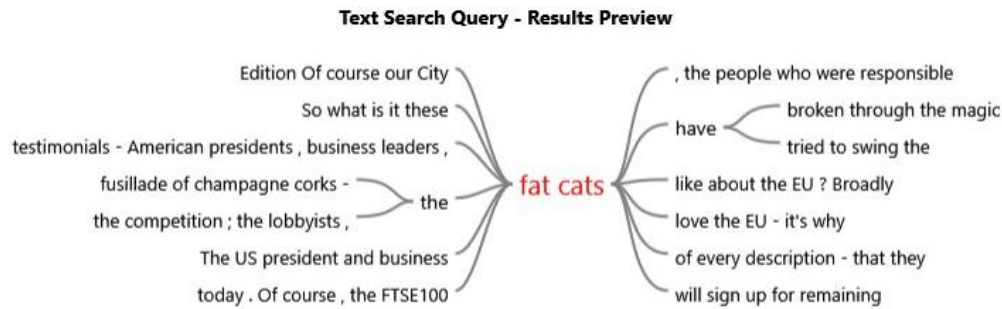 Text Search Query - Results Preview
Edition Of course our City
So what is it these
testimonials - American presidents , business leaders ,
fusillade of champagne corks -
the competition ; the lobbyists ,
the
The US president and business
today . Of course , the FTSE100
fat cats
, the people who were responsible
have
broken through the magic
tried to swing the
like about the EU ? Broadly
love the EU - it's why
of every description - that they
will sign up for remaining